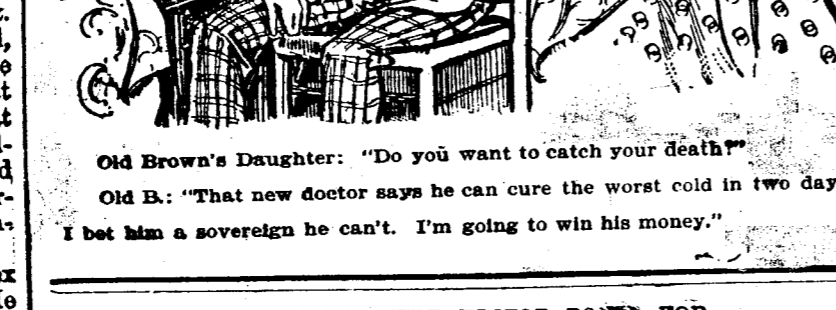 Old Brown's Daughter: "Do you want to catch your death?"
Old B.: "That new doctor says he can cure the worst cold in two day
I bet him a sovereign he can't. I'm going to win his money."